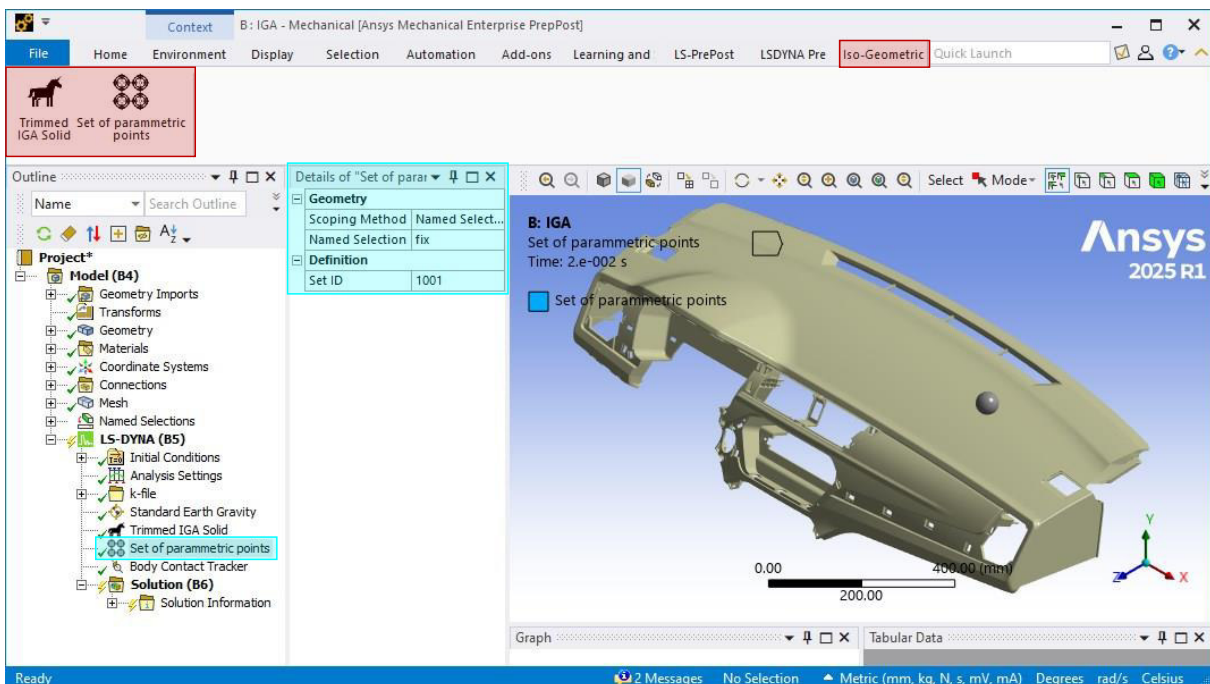 Context
B: IGA - Mechanical [Ansys Mechanical Enterprise PrepPost]
File Home Environment Display Selection Automation Add-ons Learning and LS-PrePost LSDYNA Pre Iso-Geometric Quick Launch
Trimmed
IGA Solid
Set of parammetric
points
Outline
Name
Search Outline
Project*
Model (B4)
Geometry Imports
Transforms
Geometry
Materials
Coordinate Systems
Connections
Mesh
Named Selections
LS-DYNA (B5)
Initial Conditions
Analysis Settings
k-file
Standard Earth Gravity
Trimmed IGA Solid
Set of parammetric points
Body Contact Tracker
Solution (B6)
Solution Information
Details of "Set of parar
Geometry
Scoping Method Named Select...
Named Selection fix
Definition
Set ID 1001
Select Mode
B: IGA
Set of parammetric points
Time: 2.e-002 s
Set of parammetric points
Ansys
2025 R1
0.00 400.00 (mm)
200.00
Y
Z X
Graph
Tabular Data
Ready
2 Messages No Selection Metric (mm, kg, N, s, mV, mA) Degrees rad/s Celsius